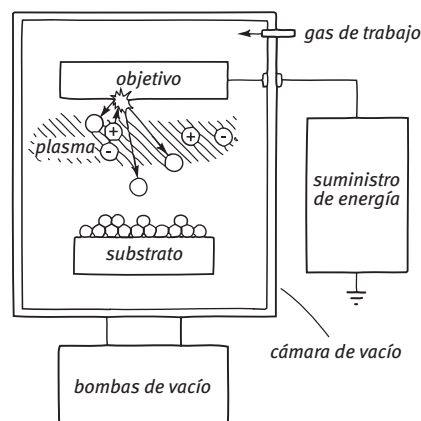 gas de trabajo
objetivo
+
+
-
plasma
-
suministro
de energía
substrato
cámara de vacío
bombas de vacío